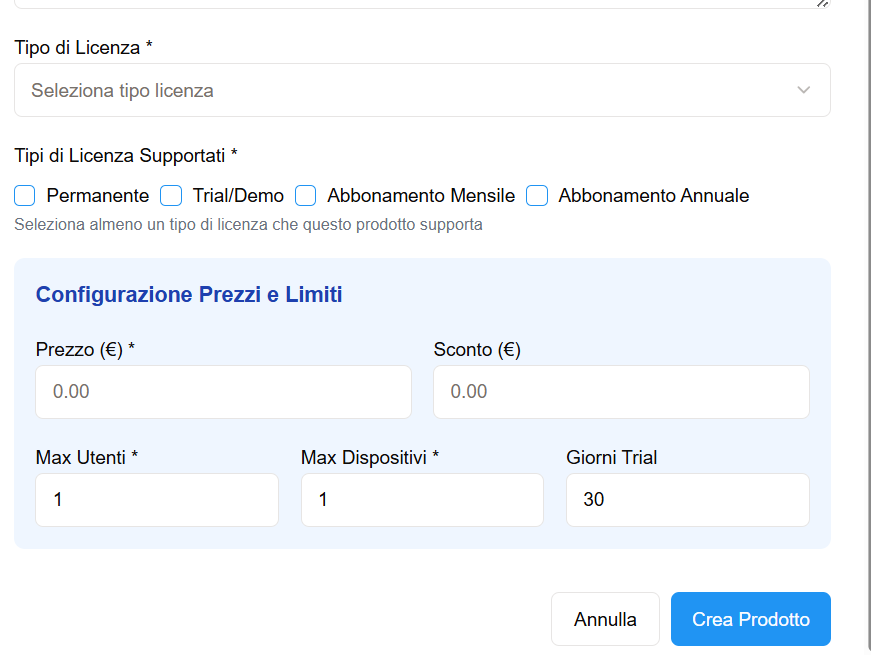 Tipo di Licenza *
Seleziona tipo licenza
Tipi di Licenza Supportati *
Permanente Trial/Demo Abbonamento Mensile Abbonamento Annuale
Seleziona almeno un tipo di licenza che questo prodotto supporta
Configurazione Prezzi e Limiti
Prezzo (€) * Sconto (€)
0.00 0.00
Max Utenti * Max Dispositivi * Giorni Trial
1 1 30
Annulla Crea Prodotto